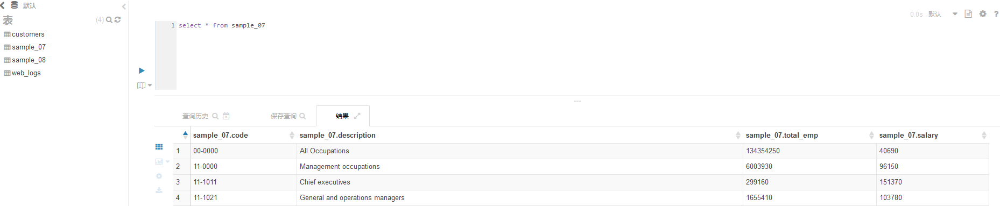 默认
表 (4)
customers
sample_07
sample_08
web_logs
0.0s 默认 ?
1 select * from sample_07
查询历史 保存查询 结果
sample_07.code sample_07.description sample_07.total_emp sample_07.salary
1 00-0000 All Occupations 134354250 40690
2 11-0000 Management occupations 6003930 96150
3 11-1011 Chief executives 299160 151370
4 11-1021 General and operations managers 1655410 103780